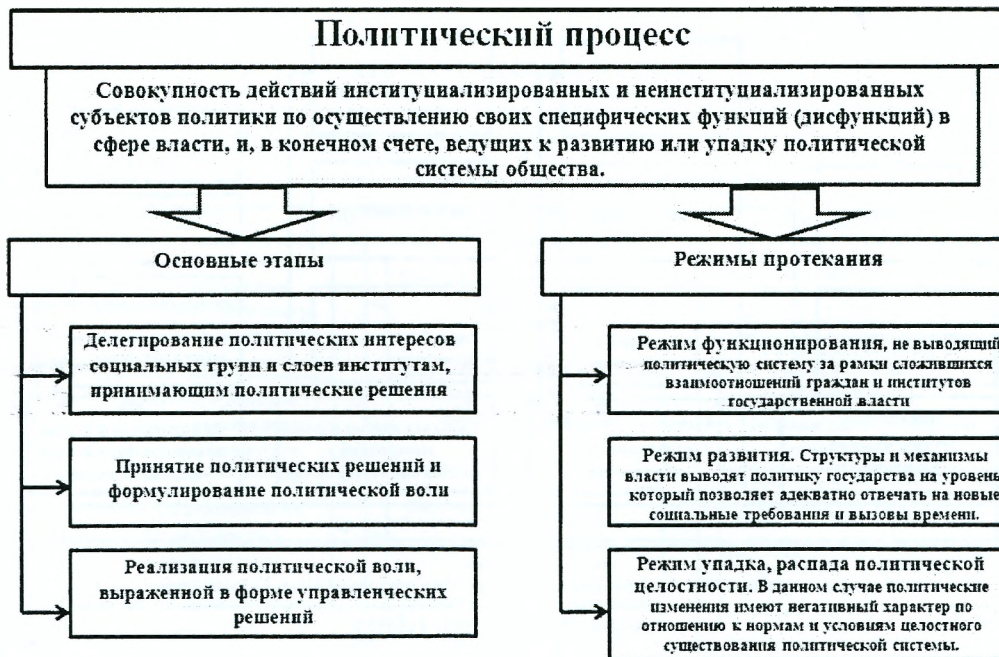 Политический процесс
Совокупность действий институциализированных и неинституциализированных
субъектов политики по осуществлению своих специфических функций (дисфункций) в
сфере власти, и, в конечном счете, ведущих к развитию или упадку политической
системы общества.
Основные этапы
Делегирование политических интересов
социальных групп и слоев институтам,
принимающим политические решения
Принятие политических решений и
формулирование политической воли
Реализация политической воли,
выраженной в форме управленческих
решений
Режимы протекания
Режим функционирования, не выводящий
политическую систему за рамки сложившихся
взаимоотношений граждан и институтов
государственной власти
Режим развития. Структуры и механизмы
власти выводят политику государства на уровень
который позволяет адекватно отвечать на новые
социальные требования и вызовы времени.
Режим упадка, распада политической
целостности. В данном случае политические
изменения имеют негативный характер по
отношению к нормам и условиям целостного
существования политической системы.